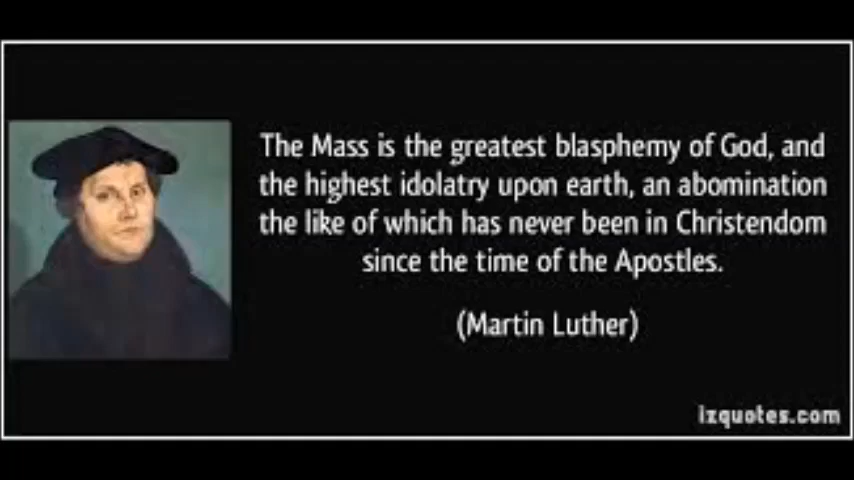 The Mass is the greatest blasphemy of God, and
the highest idolatry upon earth, an abomination
the like of which has never been in Christendom
since the time of the Apostles.
(Martin Luther)
izquotes.com